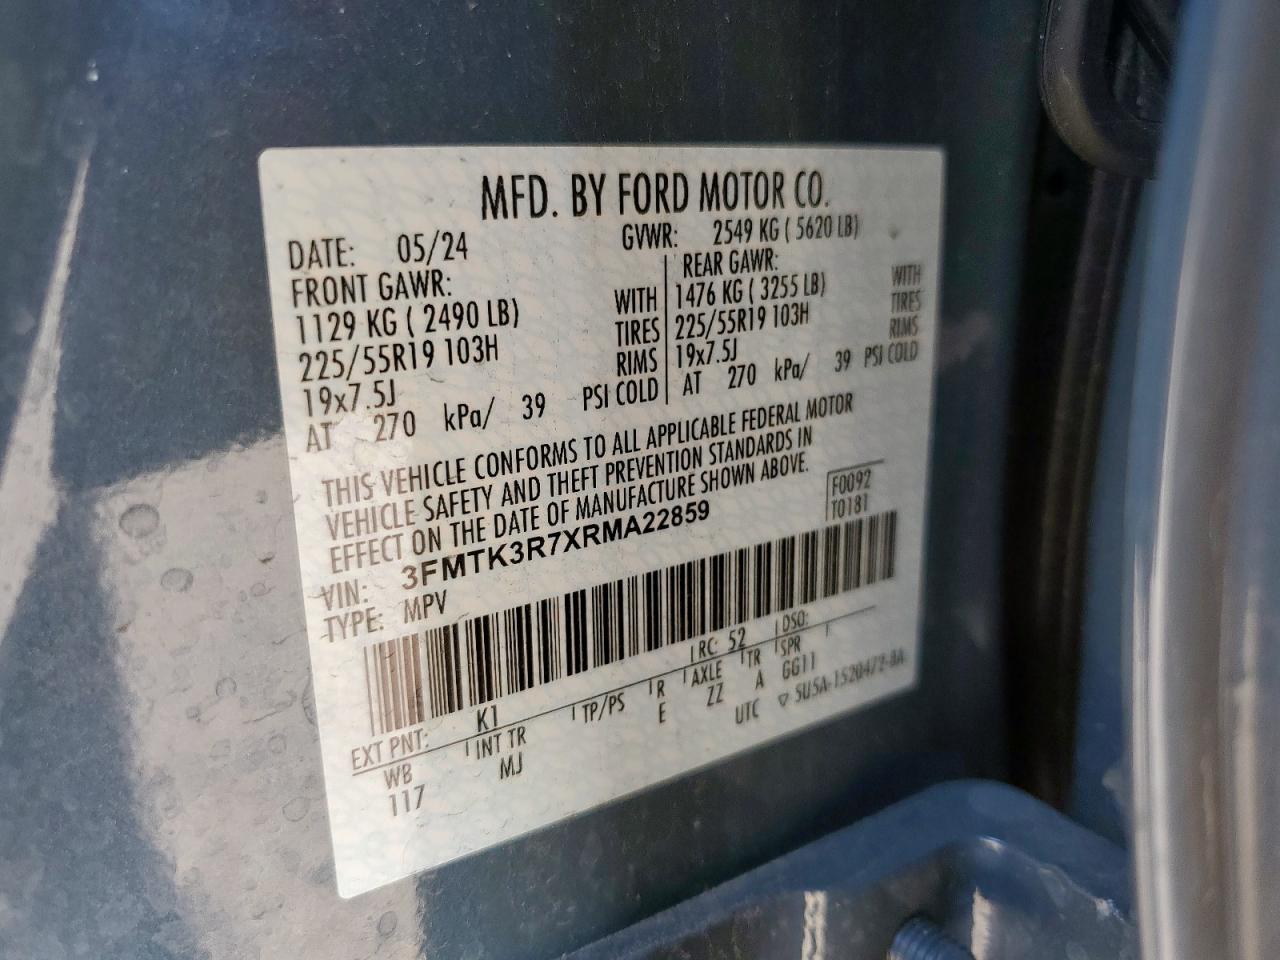 MFD. BY FORD MOTOR CO.
DATE: 05/24 GVWR: 2549 KG ( 5620 LB)
FRONT GAWR: REAR GAWR:
1129 KG ( 2490 LB) WITH 1476 KG ( 3255 LB) WITH
225/55R19 103H TIRES 225/55R19 103H TIRES
19x7.5J RIMS 19x7.5J RIMS
AT 270 kPa/ 39 PSI COLD AT 270 kPa/ 39 PSI COLD
THIS VEHICLE CONFORMS TO ALL APPLICABLE FEDERAL MOTOR
VEHICLE SAFETY AND THEFT PREVENTION STANDARDS IN
EFFECT ON THE DATE OF MANUFACTURE SHOWN ABOVE.
F0092
T0181
VIN: 3FMTK3R7XRMA22859
TYPE: MPV
EXT PNT: K1 RC: 52 DSO:
WB INT TR TP/PS R AXLE TR SPR
117 MJ E ZZ A GG11
UTC ▽ 5U5A-1520472-BA